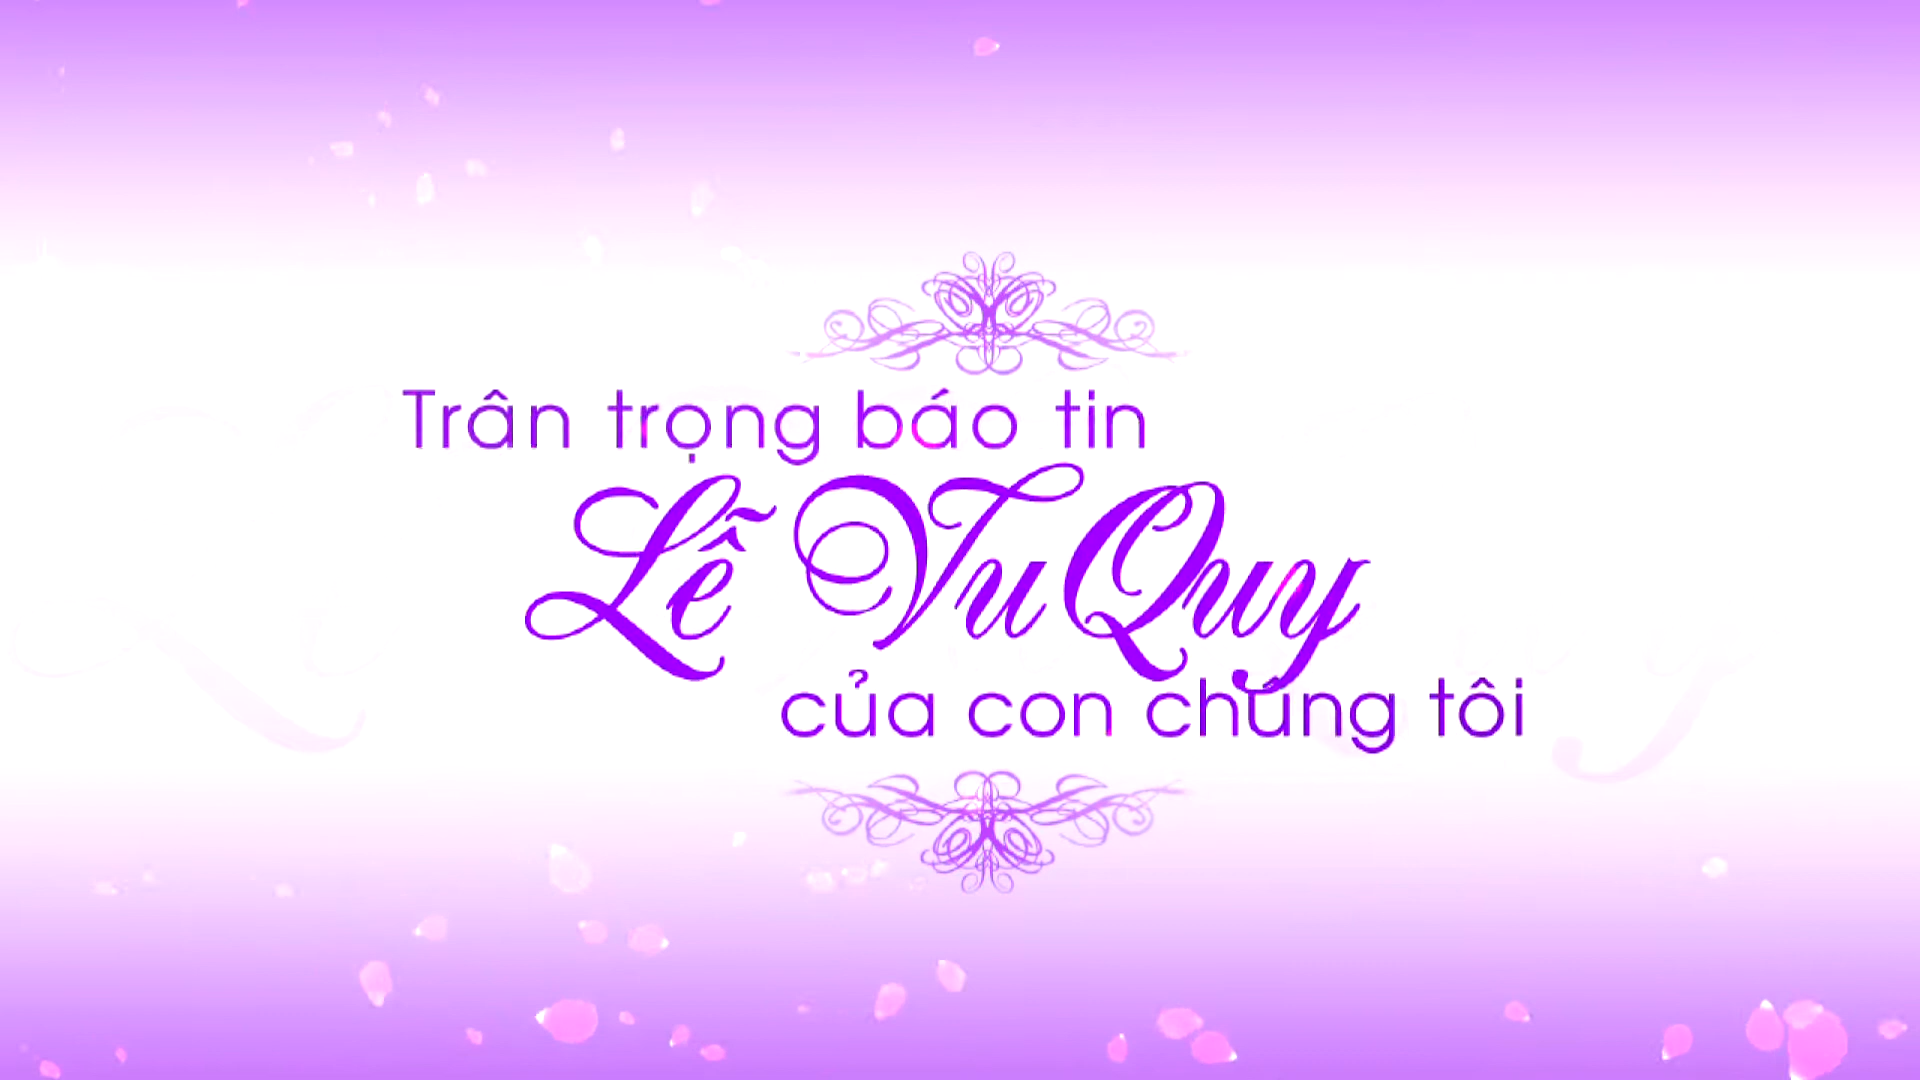 Trân trọng báo tin
Lễ Vu Quy
của con chúng tôi